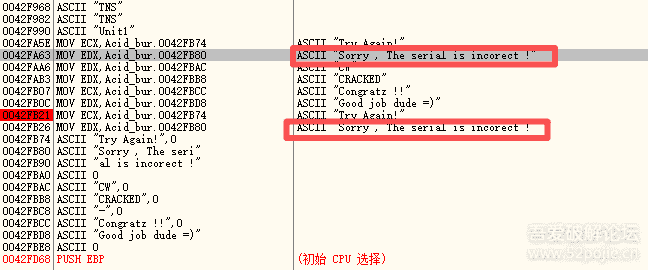 0042F968 ASCII "TNS"
0042F982 ASCII "TNS"
0042F990 ASCII "Unit1"
0042FA5E MOV ECX,Acid_bur.0042FB74 ASCII "Try Again!"
0042FA63 MOV EDX,Acid_bur.0042FB80 ASCII "Sorry , The serial is incorect !"
0042FAA6 MOV EDX,Acid_bur.0042FBAC ASCII "CW"
0042FAB3 MOV EDX,Acid_bur.0042FBB8 ASCII "CRACKED"
0042FB07 MOV ECX,Acid_bur.0042FBCC ASCII "Congratz !!"
0042FB0C MOV EDX,Acid_bur.0042FBD8 ASCII "Good job dude =)"
0042FB21 MOV ECX,Acid_bur.0042FB74 ASCII "Try Again!"
0042FB26 MOV EDX,Acid_bur.0042FB80 ASCII "Sorry , The serial is incorect !
0042FB74 ASCII "Try Again!",0
0042FB80 ASCII "Sorry , The seri"
0042FB90 ASCII "al is incorect !"
0042FBA0 ASCII 0
0042FBAC ASCII "CW",0
0042FBB8 ASCII "CRACKED",0
0042FBC8 ASCII "-",0
0042FBCC ASCII "Congratz !!",0
0042FBD8 ASCII "Good job dude =)"
0042FBE8 ASCII 0
0042FD68 PUSH EBP (初始 CPU 选择)
吾爱破解论坛
www.52pojie.cn